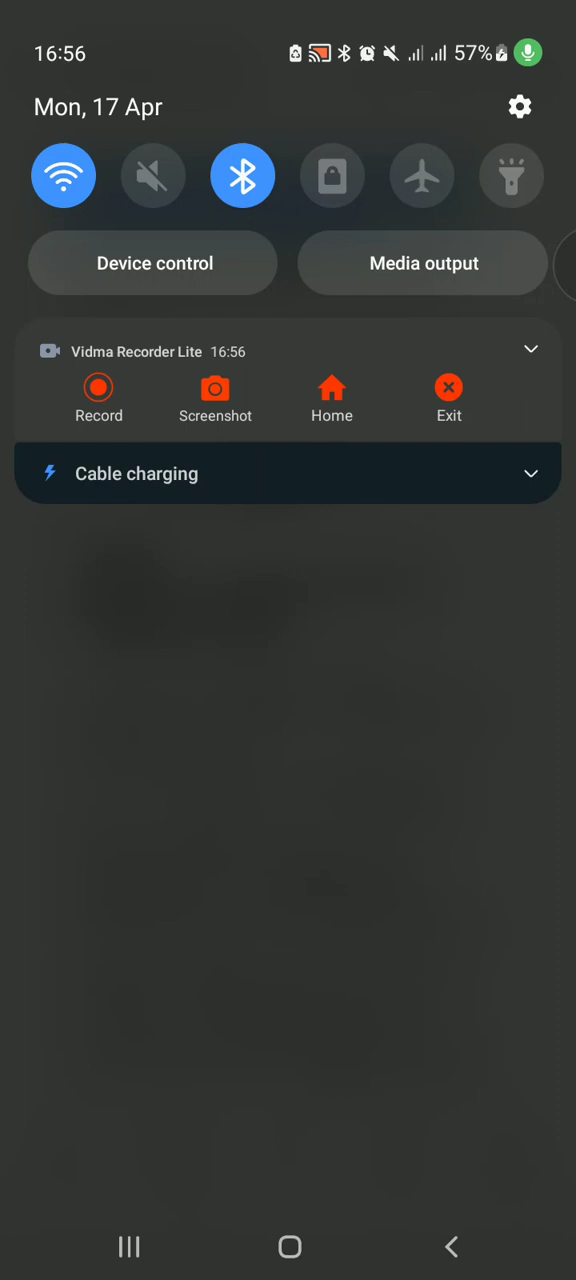 16:56 57%
Mon, 17 Apr
Device control Media output
Vidma Recorder Lite 16:56
Record Screenshot Home Exit
Cable charging